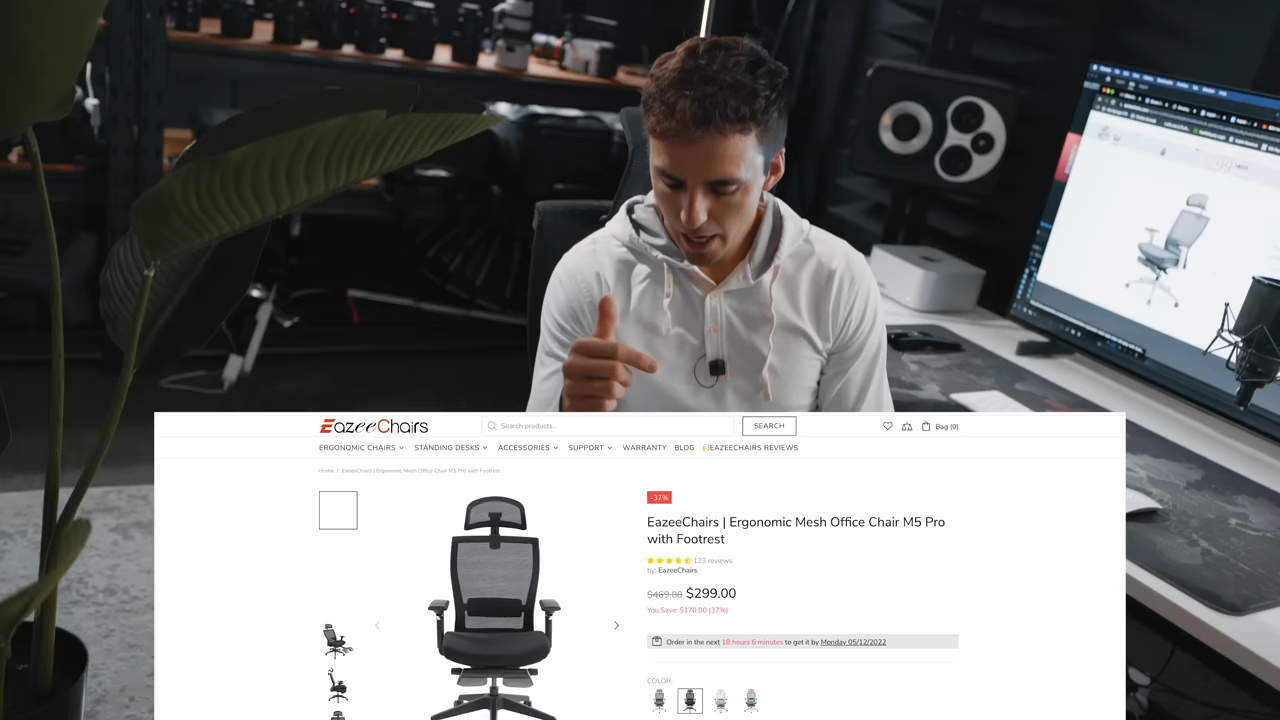 EazeeChairs
Search products...
SEARCH
Bag (0)
ERGONOMIC CHAIRS
STANDING DESKS
ACCESSORIES
SUPPORT
WARRANTY
BLOG
🙌EAZEECHAIRS REVIEWS
Home / EazeeChairs | Ergonomic Mesh Office Chair M5 Pro with Footrest
-37%
EazeeChairs | Ergonomic Mesh Office Chair M5 Pro
with Footrest
123 reviews
by: EazeeChairs
$469.00 $299.00
You Save: $170.00 (37%)
Order in the next 18 hours 6 minutes to get it by Monday 05/12/2022
COLOR: